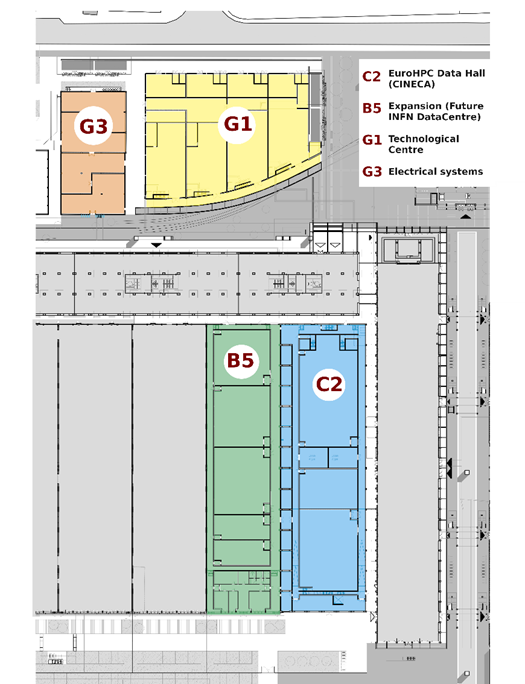 C2 EuroHPC Data Hall
(CINECA)
B5 Expansion (Future
INFN DataCentre)
G1 Technological
Centre
G3 Electrical systems
G3
G1
B5
C2